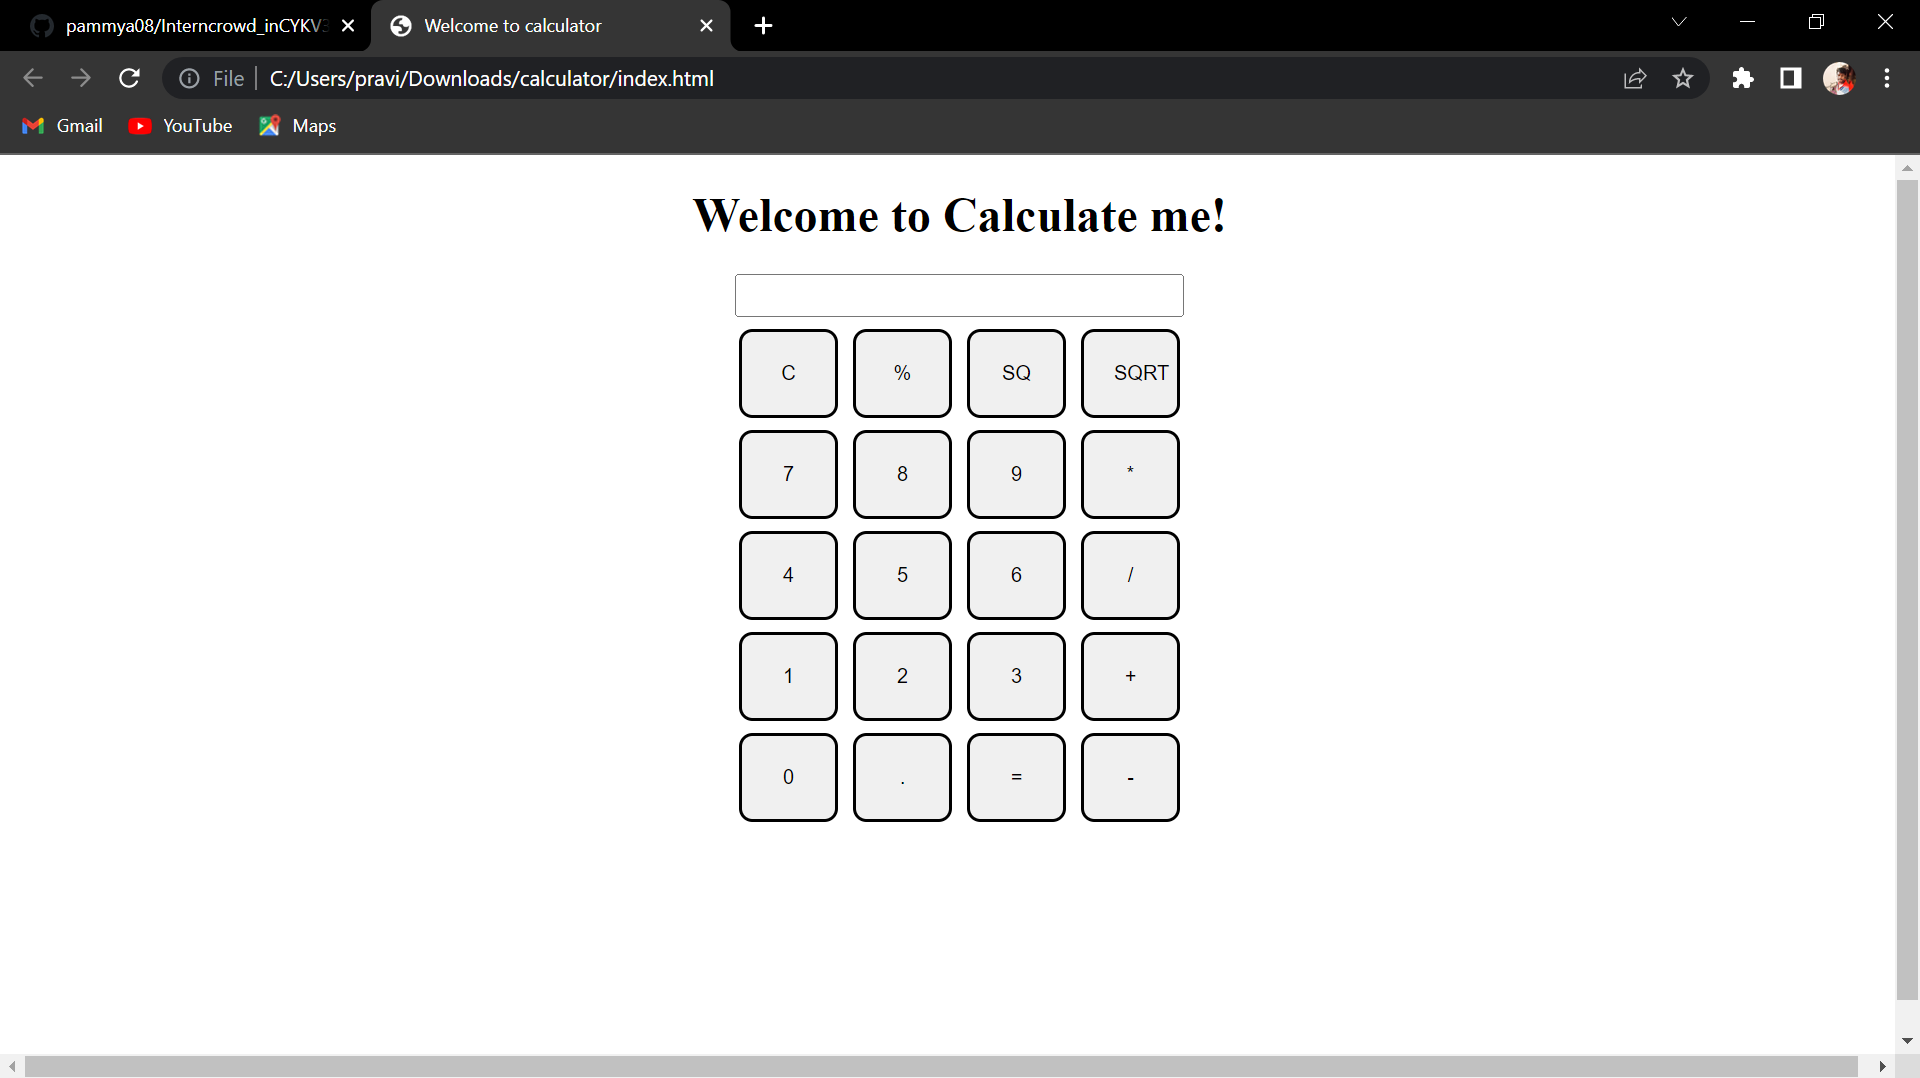 pammya08/Interncrowd_inCYKV
Welcome to calculator
File
C:/Users/pravi/Downloads/calculator/index.html
Gmail YouTube Maps
Welcome to Calculate me!
C % SQ SQRT
7 8 9 *
4 5 6 /
1 2 3 +
0 . = -